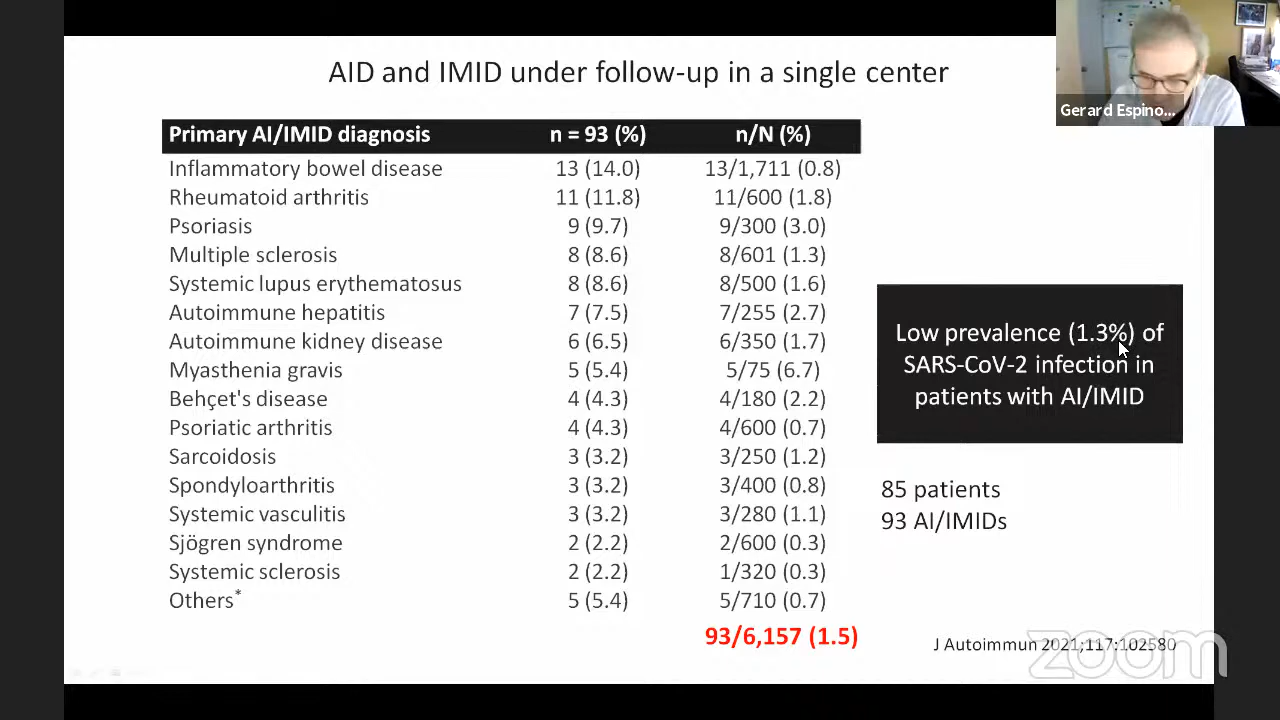 AID and IMID under follow-up in a single center
Gerard Espino...
Primary AI/IMID diagnosis n = 93 (%) n/N (%)
Inflammatory bowel disease 13 (14.0) 13/1,711 (0.8)
Rheumatoid arthritis 11 (11.8) 11/600 (1.8)
Psoriasis 9 (9.7) 9/300 (3.0)
Multiple sclerosis 8 (8.6) 8/601 (1.3)
Systemic lupus erythematosus 8 (8.6) 8/500 (1.6)
Autoimmune hepatitis 7 (7.5) 7/255 (2.7)
Autoimmune kidney disease 6 (6.5) 6/350 (1.7)
Myasthenia gravis 5 (5.4) 5/75 (6.7)
Behçet's disease 4 (4.3) 4/180 (2.2)
Psoriatic arthritis 4 (4.3) 4/600 (0.7)
Sarcoidosis 3 (3.2) 3/250 (1.2)
Spondyloarthritis 3 (3.2) 3/400 (0.8)
Systemic vasculitis 3 (3.2) 3/280 (1.1)
Sjögren syndrome 2 (2.2) 2/600 (0.3)
Systemic sclerosis 2 (2.2) 1/320 (0.3)
Others* 5 (5.4) 5/710 (0.7)
93/6,157 (1.5)
Low prevalence (1.3%) of
SARS-CoV-2 infection in
patients with AI/IMID
85 patients
93 AI/IMIDs
J Autoimmun 2021;117:102580
zoom